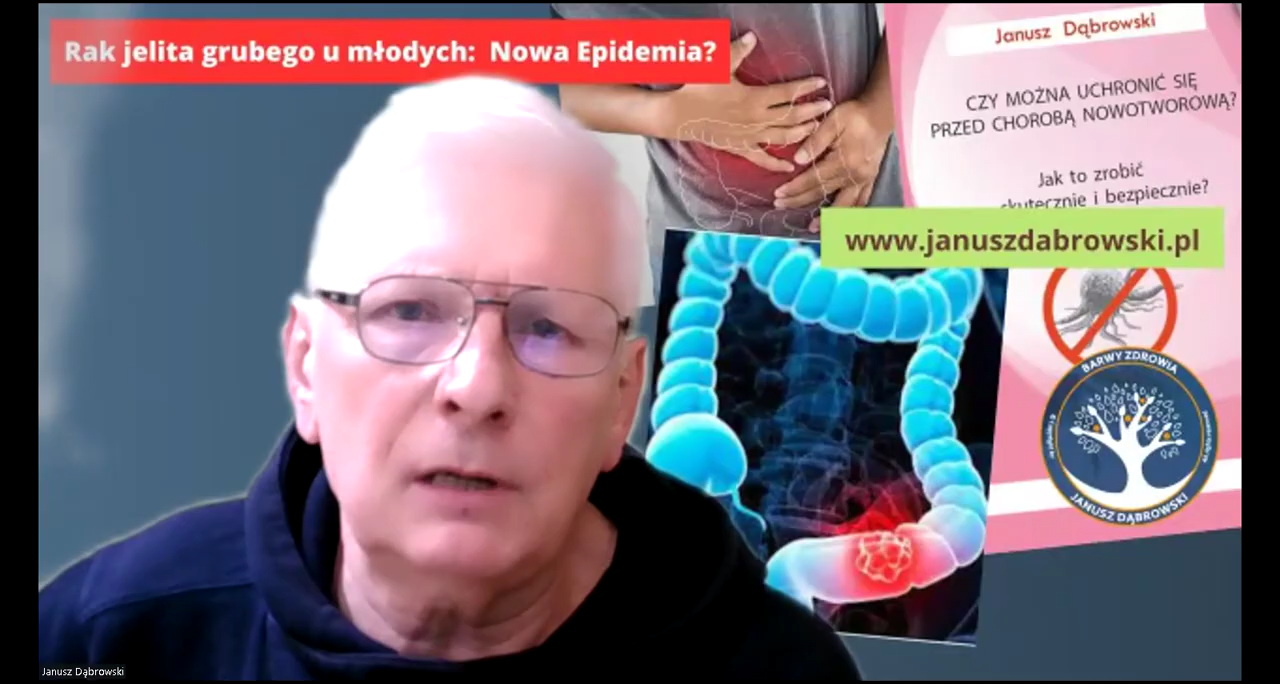 Rak jelita grubego u młodych: Nowa Epidemia?
Janusz Dąbrowski
CZY MOŻNA UCHRONIĆ SIĘ
PRZED CHOROBĄ NOWOTWOROWĄ?
Jak to zrobić
skutecznie i bezpiecznie?
www.januszdabrowski.pl
BARWY ZDROWIA
JANUSZ DĄBROWSKI
Janusz Dąbrowski